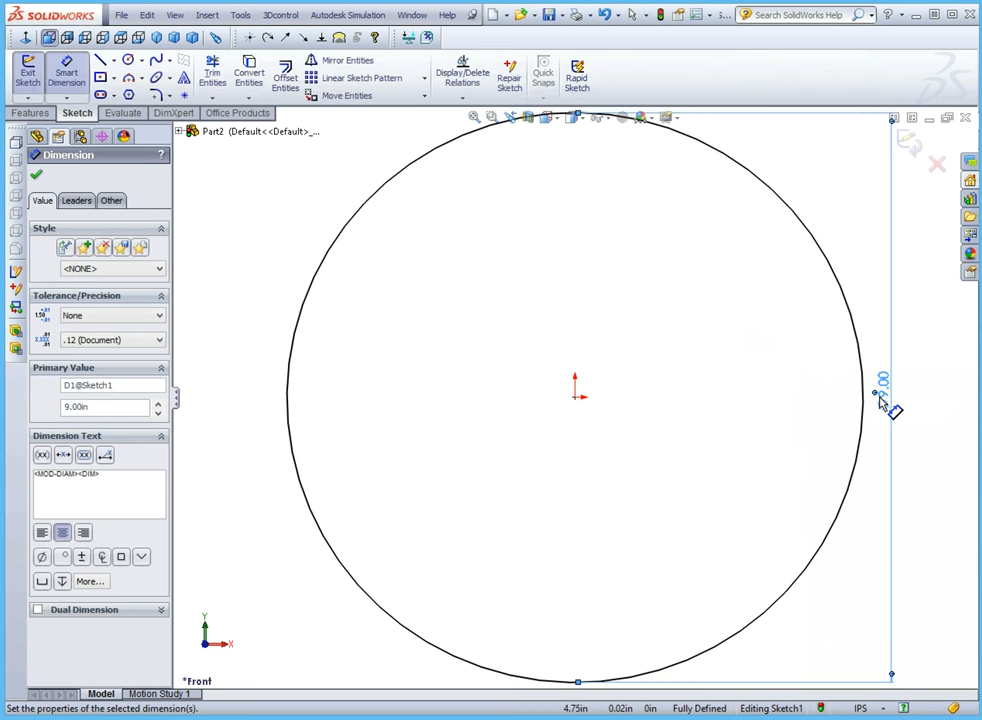 SOLIDWORKS File Edit View Insert Tools 3Dcontrol Autodesk Simulation Window Help Search SolidWorks Help
Exit Sketch
Smart Dimension
Trim Entities
Convert Entities
Offset Entities
Mirror Entities
Linear Sketch Pattern
Move Entities
Display/Delete Relations
Repair Sketch
Quick Snaps
Rapid Sketch
Features Sketch Evaluate DimXpert Office Products
Part2 (Default<<Default>_...
Dimension ?
Value Leaders Other
Style
<NONE>
Tolerance/Precision
None
.12 (Document)
Primary Value
D1@Sketch1
9.00in
Dimension Text
<MOD-DIAM><DIM>
More...
Dual Dimension
9.00
Y
X
*Front
Model Motion Study 1
Set the properties of the selected dimension(s). 4.75in 0.02in 0in Fully Defined Editing Sketch1 IPS